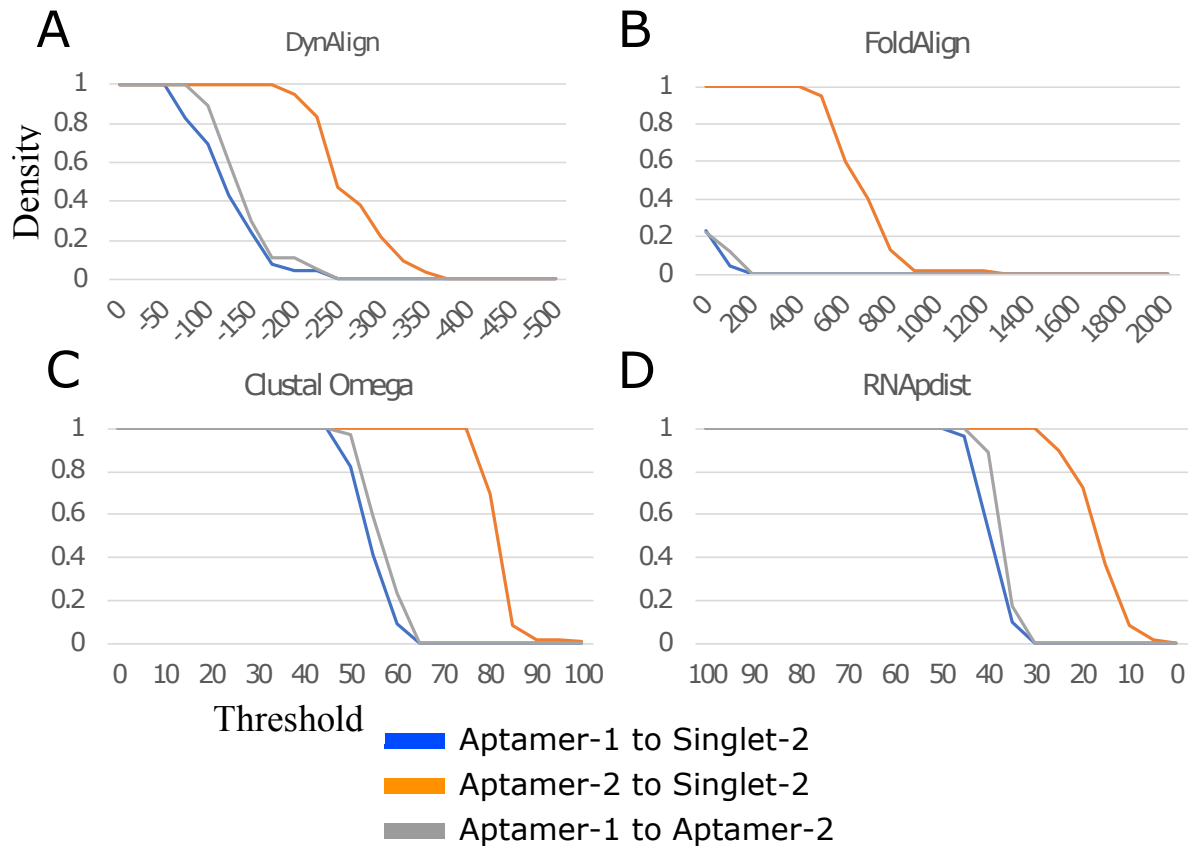 A
DynAlign
B
FoldAlign
Density
1
0.8
0.6
0.4
0.2
0
0 -50 -100 -150 -200 -250 -300 -350 -400 -450 -500
1
0.8
0.6
0.4
0.2
0
0 200 400 600 800 1000 1200 1400 1600 1800 2000
C
Clustal Omega
D
RNApdist
1
0.8
0.6
0.4
0.2
0
0 10 20 30 40 50 60 70 80 90 100
1
0.8
0.6
0.4
0.2
0
100 90 80 70 60 50 40 30 20 10 0
Threshold
Aptamer-1 to Singlet-2
Aptamer-2 to Singlet-2
Aptamer-1 to Aptamer-2